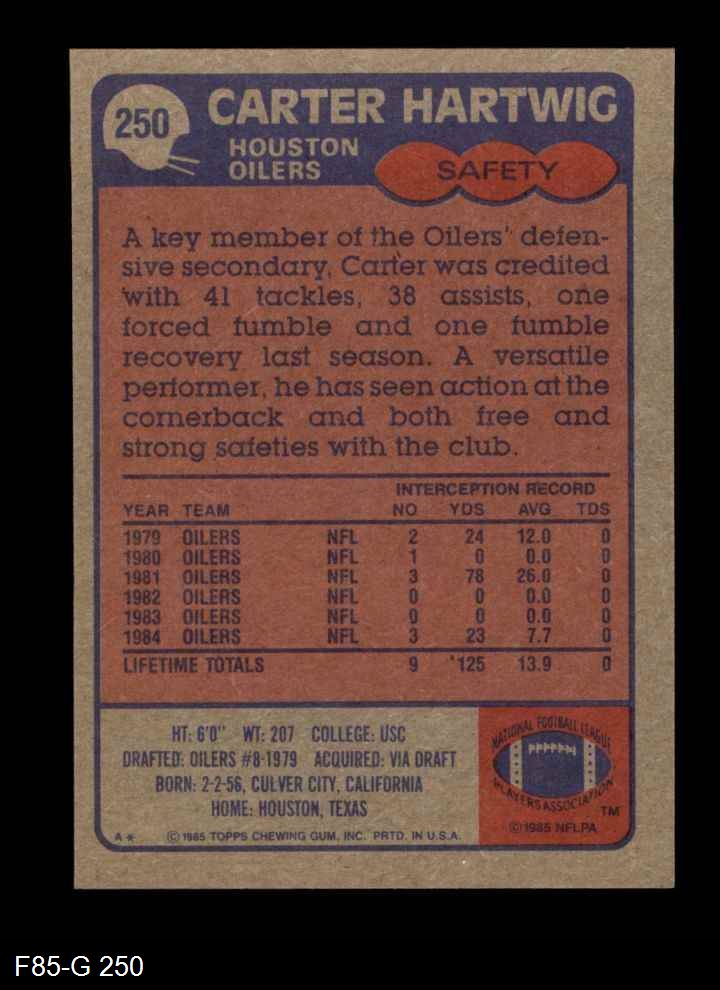 250
CARTER HARTWIG
HOUSTON
OILERS
SAFETY
A key member of the Oilers' defen-
sive secondary, Carter was credited
with 41 tackles, 38 assists, one
forced fumble and one fumble
recovery last season. A versatile
performer, he has seen action at the
cornerback and both free and
strong safeties with the club.
INTERCEPTION RECORD
YEAR TEAM NO YDS AVG TDS
1979 OILERS NFL 2 24 12.0 0
1980 OILERS NFL 1 0 0.0 0
1981 OILERS NFL 3 78 26.0 0
1982 OILERS NFL 0 0 0.0 0
1983 OILERS NFL 0 0 0.0 0
1984 OILERS NFL 3 23 7.7 0
LIFETIME TOTALS 9 125 13.9 0
HT: 6'0" WT: 207 COLLEGE: USC
DRAFTED: OILERS #8-1979 ACQUIRED: VIA DRAFT
BORN: 2-2-56, CULVER CITY, CALIFORNIA
HOME: HOUSTON, TEXAS
A* © 1985 TOPPS CHEWING GUM, INC. PRTD. IN U.S.A.
NATIONAL FOOTBALL LEAGUE
PLAYERS ASSOCIATION
TM
© 1985 NFLPA
F85-G 250